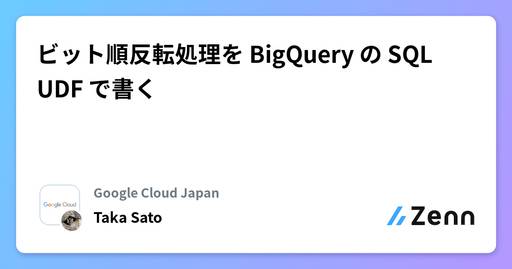 ビット順反転処理を BigQuery の SQL
UDF で書く
Google Cloud
Google Cloud Japan
Taka Sato
Zenn